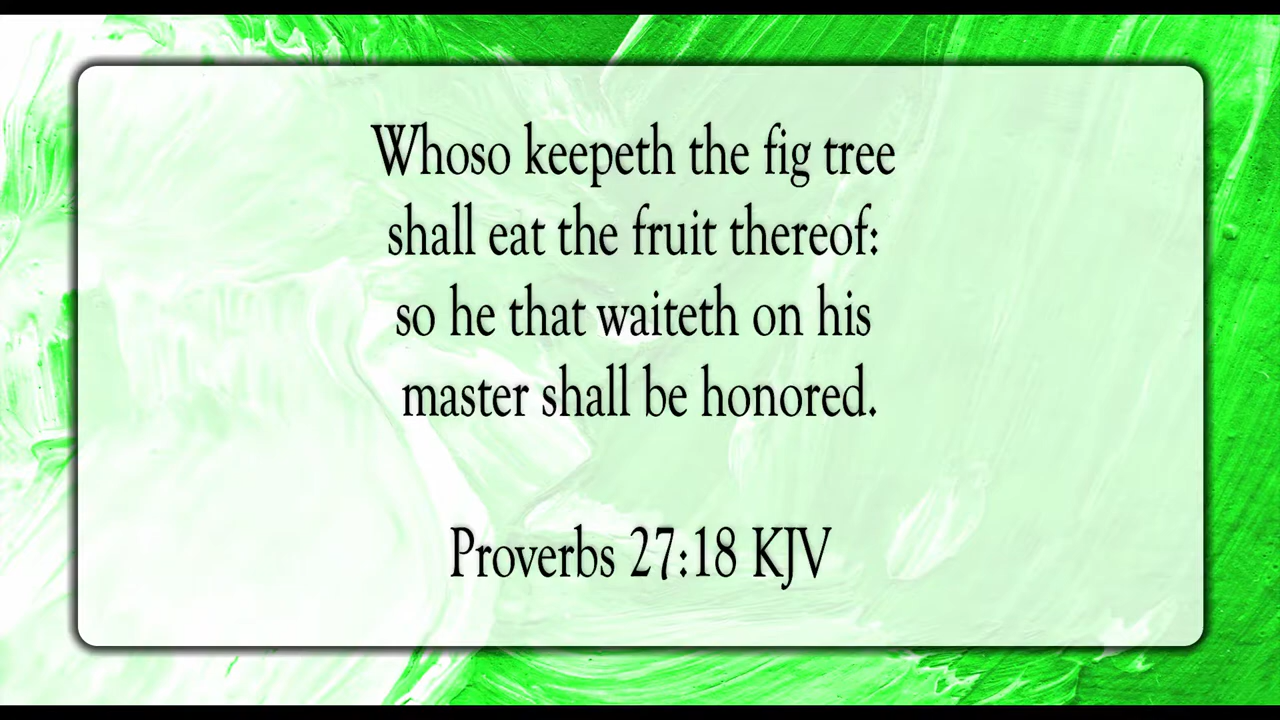 Whoso keepeth the fig tree
shall eat the fruit thereof:
so he that waiteth on his
master shall be honored.
Proverbs 27:18 KJV